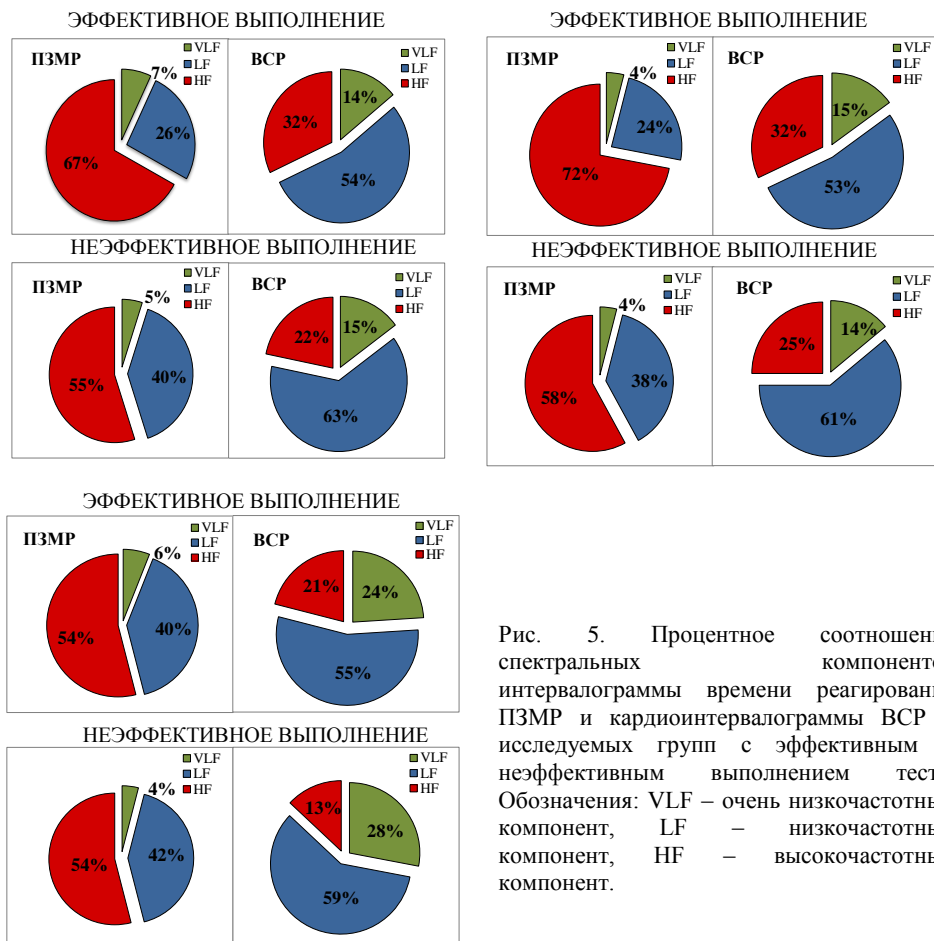 ЭФФЕКТИВНОЕ ВЫПОЛНЕНИЕ
ПЗМР
VLF
LF
HF
7%
26%
67%
ВСР
VLF
LF
HF
14%
32%
54%
НЕЭФФЕКТИВНОЕ ВЫПОЛНЕНИЕ
ПЗМР
VLF
LF
HF
5%
40%
55%
ВСР
VLF
LF
HF
15%
22%
63%
ЭФФЕКТИВНОЕ ВЫПОЛНЕНИЕ
ПЗМР
VLF
LF
HF
4%
24%
72%
ВСР
VLF
LF
HF
15%
32%
53%
НЕЭФФЕКТИВНОЕ ВЫПОЛНЕНИЕ
ПЗМР
VLF
LF
HF
4%
38%
58%
ВСР
VLF
LF
HF
14%
25%
61%
ЭФФЕКТИВНОЕ ВЫПОЛНЕНИЕ
ПЗМР
VLF
LF
HF
6%
40%
54%
ВСР
VLF
LF
HF
21%
24%
55%
НЕЭФФЕКТИВНОЕ ВЫПОЛНЕНИЕ
ПЗМР
VLF
LF
HF
4%
42%
54%
ВСР
VLF
LF
HF
13%
28%
59%
Рис. 5. Процентное соотношени
спектральных компоненто
интервалограммы времени реагировани
ПЗМР и кардиоинтервалограммы ВСР
исследуемых групп с эффективным
неэффективным выполнением тест
Обозначения: VLF – очень низкочастотны
компонент, LF – низкочастотны
компонент, HF – высокочастотны
компонент.